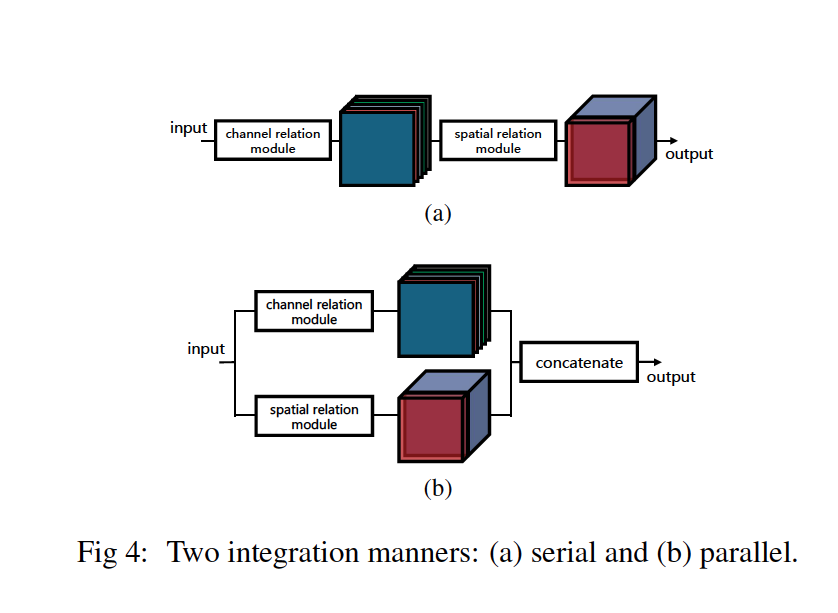 input
channel relation
module
spatial relation
module
output
(a)
channel relation
module
input
concatenate
output
spatial relation
module
(b)
Fig 4: Two integration manners: (a) serial and (b) parallel.